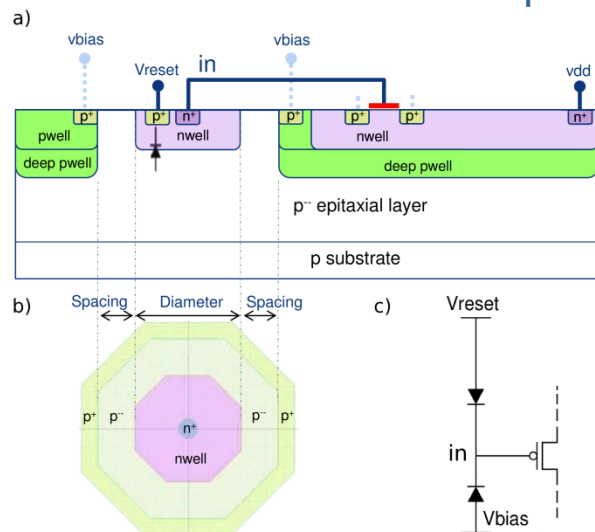 a)
vbias
vbias
Vreset
in
vdd
p+
p+
n+
p+
p+
p+
n+
pwell
nwell
nwell
deep pwell
deep pwell
p-- epitaxial layer
p substrate
b)
Spacing
Diameter
Spacing
c)
Vreset
p+
p--
n+
p--
p+
nwell
in
Vbias